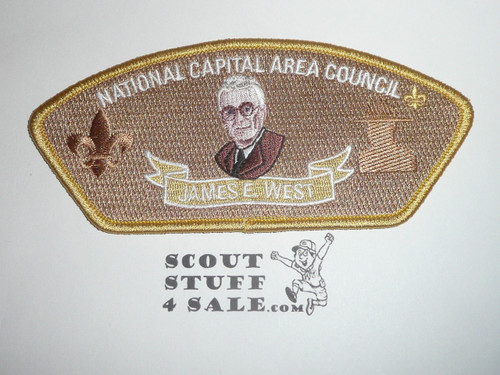 NATIONAL CAPITAL AREA COUNCIL
JAMES E. WEST
SCOUT
STUFF
4 SALE.COM